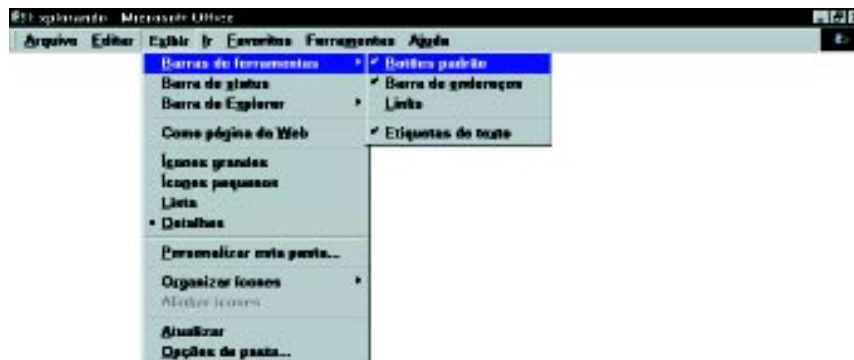 Explorando - Microsoft Office
Arquivo Editar Exibir Ir Favoritos Ferramentas Ajuda
Barras de ferramentas
Botões padrão
Barra de status
Barra de endereços
Barra do Explorer
Links
Como página da Web
Etiquetas de texto
Ícones grandes
Ícones pequenos
Lista
Detalhes
Personalizar esta pasta...
Organizar ícones
Alinhar ícones
Atualizar
Opções de pasta...